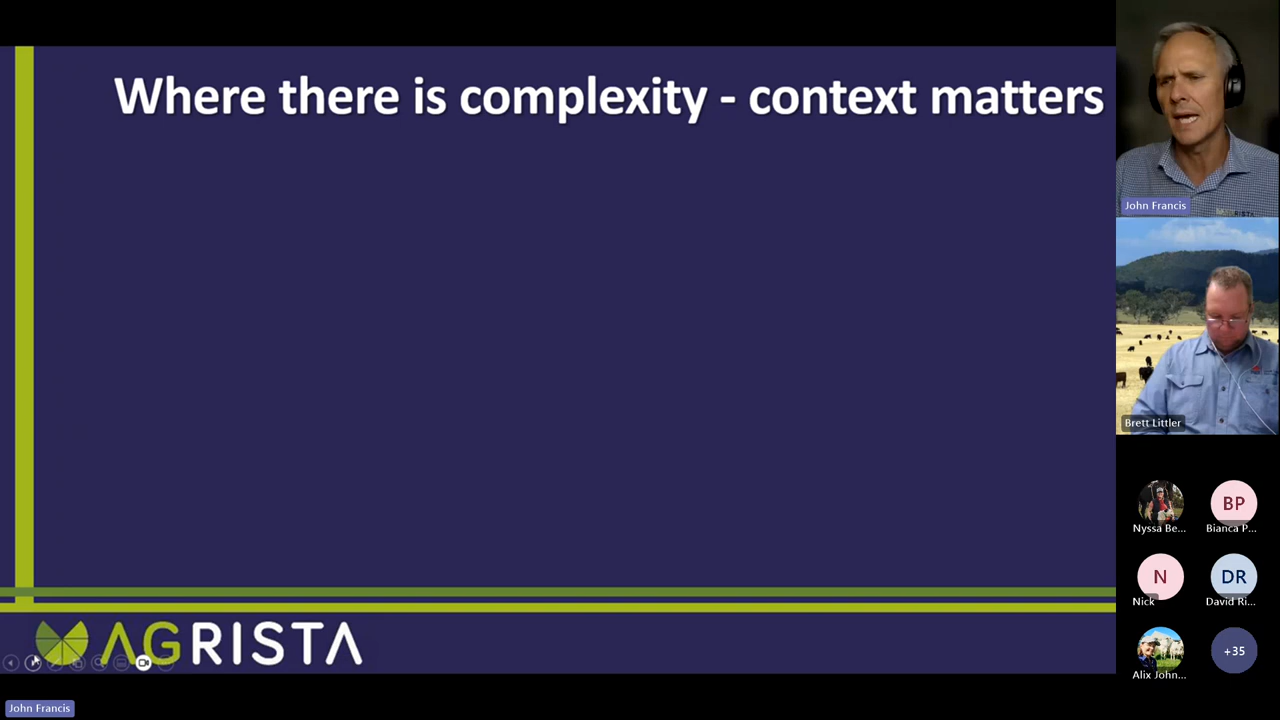 Where there is complexity - context matters
AGRISTA
John Francis
John Francis
Brett Littler
Nyssa Be...
BP
Bianca P...
N
Nick
DR
David Ri...
Alix John...
+35